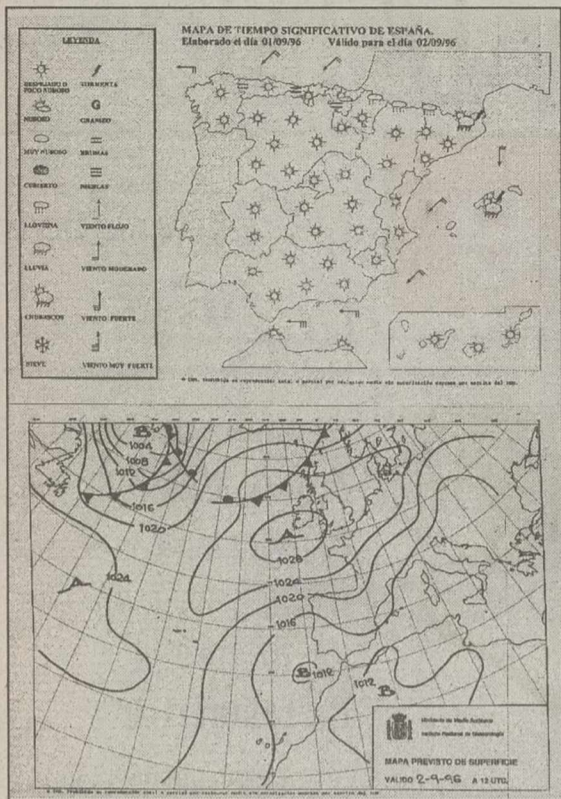 MAPA DE TIEMPO SIGNIFICATIVO DE ESPAÑA.
Elaborado el día 01/09/96 Válido para el día 02/09/96
LEYENDA
DESPEJADO O
POCO NUBOSO
TORMENTA
NUBOSO
G
GRANIZO
MUY NUBOSO
BRUMAS
CUBIERTO
NIEBLAS
LLOVIZNA
VIENTO FLOJO
LLUVIA
VIENTO MODERADO
CHUBASCOS
VIENTO FUERTE
NIEVE
VIENTO MUY FUERTE
B
1004
1008
1012
1016
1020
A
1024
A
1028
1024
1020
1016
B
1012
1012
B
Ministerio de Medio Ambiente
Instituto Nacional de Meteorología
MAPA PREVISTO DE SUPERFICIE
VALIDO 2-9-96 A 12 UTC.